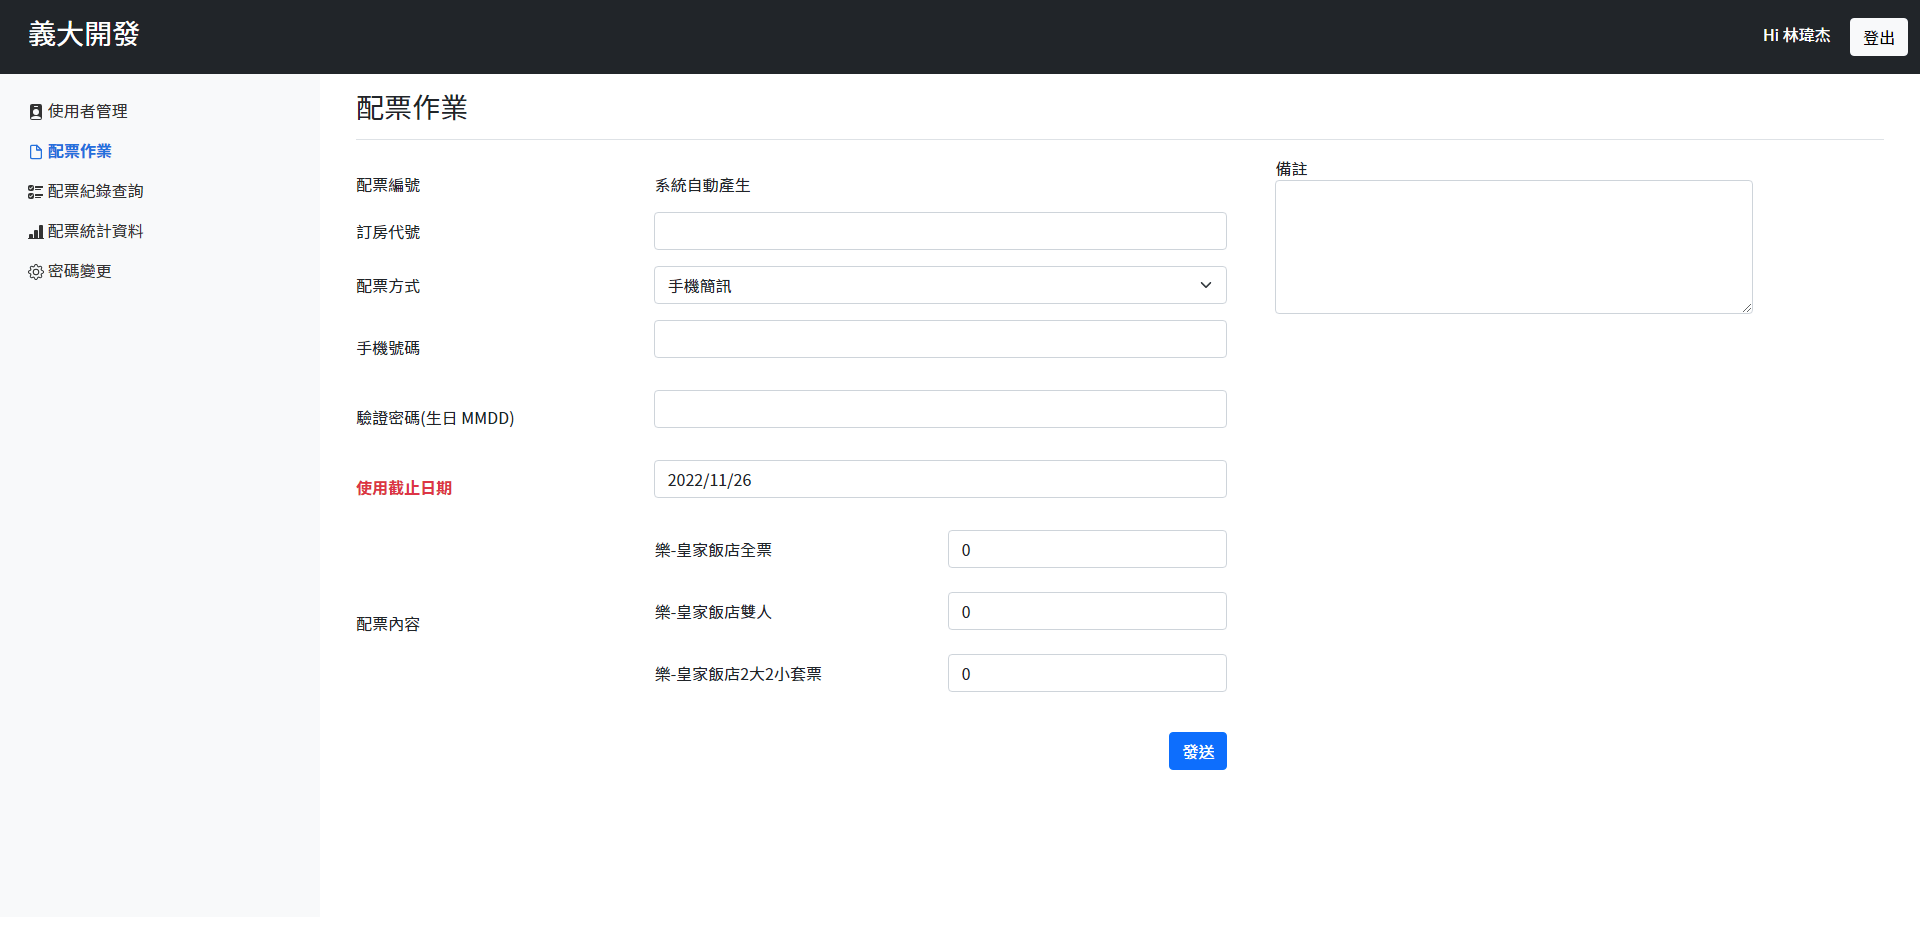 義大開發
Hi 林瑋杰
登出
使用者管理
配票作業
配票紀錄查詢
配票統計資料
密碼變更
配票作業
配票編號
系統自動產生
訂房代號
配票方式
手機簡訊
手機號碼
驗證密碼(生日 MMDD)
使用截止日期
2022/11/26
配票內容
樂-皇家飯店全票
0
樂-皇家飯店雙人
0
樂-皇家飯店2大2小套票
0
發送
備註